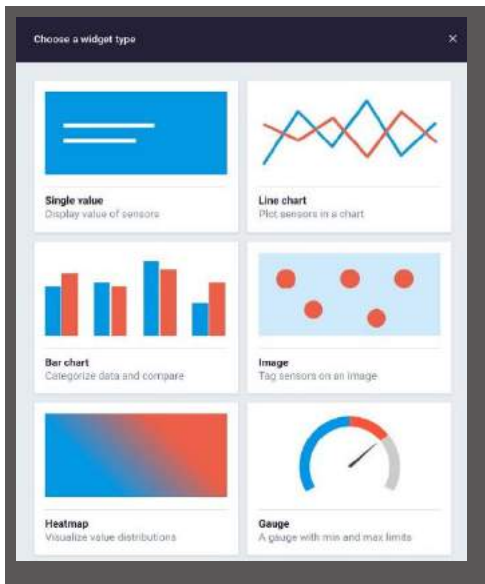 Choose a widget type
×
Single value
Display value of sensors
Line chart
Plot sensors in a chart
Bar chart
Categorize data and compare
Image
Tag sensors on an image
Heatmap
Visualize value distributions
Gauge
A gauge with min and max limits